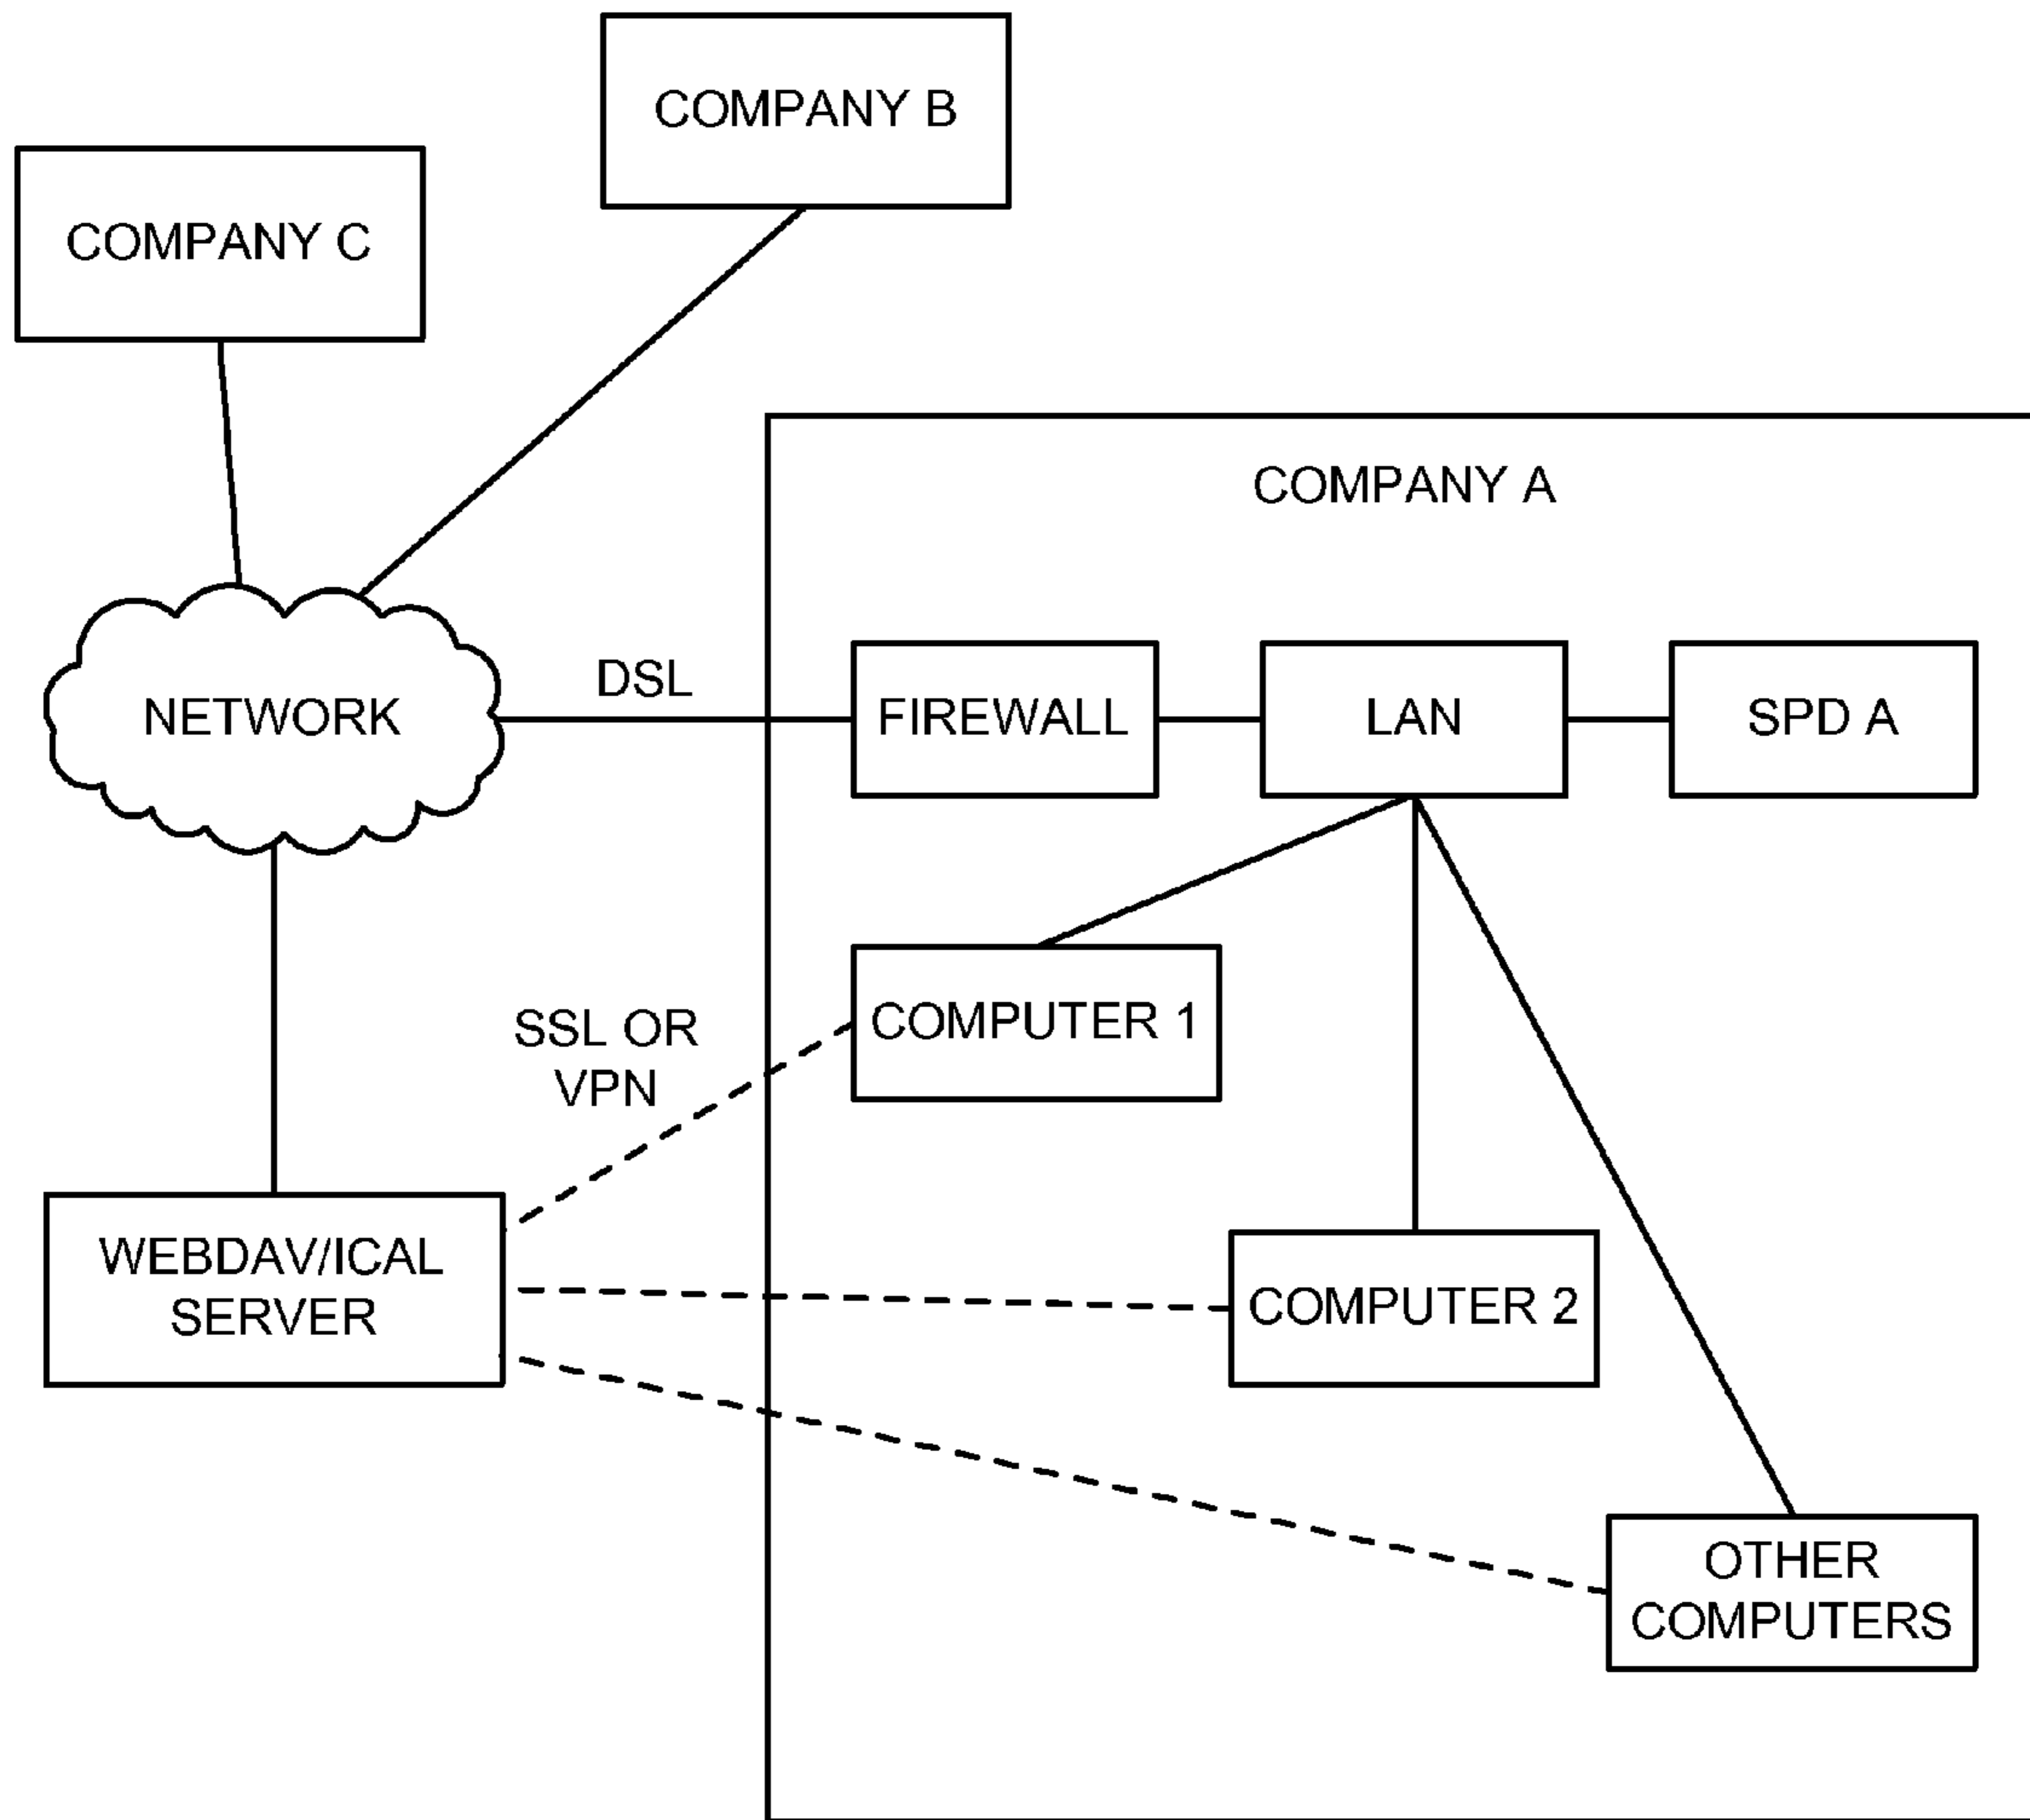 COMPANY B
COMPANY C
COMPANY A
DSL
NETWORK
FIREWALL
LAN
SPD A
SSL OR
VPN
COMPUTER 1
WEBDAV/ICAL
SERVER
COMPUTER 2
OTHER
COMPUTERS